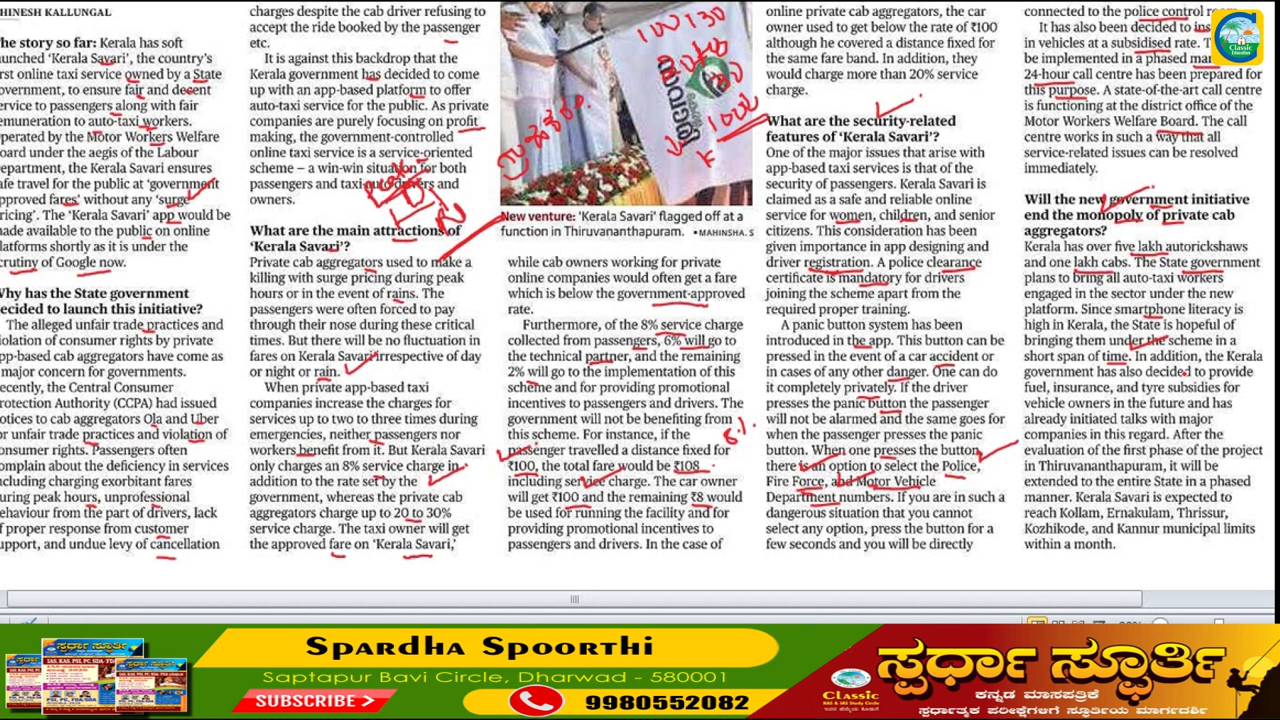 HINESH KALLUNGAL
he story so far: Kerala has soft
unched ‘Kerala Savari’, the country’s
rst online taxi service owned by a State
overnment, to ensure fair and decent
ervice to passengers along with fair
emuneration to auto-taxi workers.
perated by the Motor Workers Welfare
oard under the aegis of the Labour
epartment, the Kerala Savari ensures
afe travel for the public at ‘government
pproved fares’ without any ‘surge
ricing’. The ‘Kerala Savari’ app would be
nade available to the public on online
latforms shortly as it is under the
crutiny of Google now.
Why has the State government
ecided to launch this initiative?
The alleged unfair trade practices and
iolation of consumer rights by private
pp-based cab aggregators have come as
major concern for governments.
ecently, the Central Consumer
rotection Authority (CCPA) had issued
otices to cab aggregators Ola and Uber
or unfair trade practices and violation of
onsumer rights. Passengers often
omplain about the deficiency in services
ncluding charging exorbitant fares
uring peak hours, unprofessional
ehaviour from the part of drivers, lack
f proper response from customer
upport, and undue levy of cancellation
charges despite the cab driver refusing to
accept the ride booked by the passenger
etc.
It is against this backdrop that the
Kerala government has decided to come
up with an app-based platform to offer
auto-taxi service for the public. As private
companies are purely focusing on profit
making, the government-controlled
online taxi service is a service-oriented
scheme – a win-win situation for both
passengers and taxi-auto drivers and
owners.
What are the main attractions of
‘Kerala Savari’?
Private cab aggregators used to make a
killing with surge pricing during peak
hours or in the event of rains. The
passengers were often forced to pay
through their nose during these critical
times. But there will be no fluctuation in
fares on Kerala Savari irrespective of day
or night or rain.
When private app-based taxi
companies increase the charges for
services up to two to three times during
emergencies, neither passengers nor
workers benefit from it. But Kerala Savari
only charges an 8% service charge in
addition to the rate set by the
government, whereas the private cab
aggregators charge up to 20 to 30%
service charge. The taxi owner will get
the approved fare on ‘Kerala Savari,’
100 130
100%
New venture: ‘Kerala Savari’ flagged off at a
function in Thiruvananthapuram. • MAHINSHA. S
while cab owners working for private
online companies would often get a fare
which is below the government-approved
rate.
Furthermore, of the 8% service charge
collected from passengers, 6% will go to
the technical partner, and the remaining
2% will go to the implementation of this
scheme and for providing promotional
incentives to passengers and drivers. The
government will not be benefiting from
this scheme. For instance, if the
8%
passenger travelled a distance fixed for
₹100, the total fare would be ₹108
including service charge. The car owner
will get ₹100 and the remaining ₹8 would
be used for running the facility and for
providing promotional incentives to
passengers and drivers. In the case of
online private cab aggregators, the car
owner used to get below the rate of ₹100
although he covered a distance fixed for
the same fare band. In addition, they
would charge more than 20% service
charge.
What are the security-related
features of ‘Kerala Savari’?
One of the major issues that arise with
app-based taxi services is that of the
security of passengers. Kerala Savari is
claimed as a safe and reliable online
service for women, children, and senior
citizens. This consideration has been
given importance in app designing and
driver registration. A police clearance
certificate is mandatory for drivers
joining the scheme apart from the
required proper training.
A panic button system has been
introduced in the app. This button can be
pressed in the event of a car accident or
in cases of any other danger. One can do
it completely privately. If the driver
presses the panic button the passenger
will not be alarmed and the same goes for
when the passenger presses the panic
button. When one presses the button
there is an option to select the Police,
Fire Force, and Motor Vehicle
Department numbers. If you are in such a
dangerous situation that you cannot
select any option, press the button for a
few seconds and you will be directly
connected to the police control
It has also been decided to
in vehicles at a subsidised rate.
be implemented in a phased
24-hour call centre has been prepared for
this purpose. A state-of-the-art call centre
is functioning at the district office of the
Motor Workers Welfare Board. The call
centre works in such a way that all
service-related issues can be resolved
immediately.
Will the new government initiative
end the monopoly of private cab
aggregators?
Kerala has over five lakh autorickshaws
and one lakh cabs. The State government
plans to bring all auto-taxi workers
engaged in the sector under the new
platform. Since smartphone literacy is
high in Kerala, the State is hopeful of
bringing them under the scheme in a
short span of time. In addition, the Kerala
government has also decided to provide
fuel, insurance, and tyre subsidies for
vehicle owners in the future and has
already initiated talks with major
companies in this regard. After the
evaluation of the first phase of the project
in Thiruvananthapuram, it will be
extended to the entire State in a phased
manner. Kerala Savari is expected to
reach Kollam, Ernakulam, Thrissur,
Kozhikode, and Kannur municipal limits
within a month.
Classic
Education
Spardha Spoorthi
Saptapur Bavi Circle, Dharwad - 580001
SUBSCRIBE
9980552082
ಸ್ಪರ್ಧಾ ಸ್ಪೂರ್ತಿ
ಕನ್ನಡ ಮಾಸಪತ್ರಿಕೆ
ಸ್ಪರ್ಧಾತ್ಮಕ ಪರೀಕ್ಷೆಗಳಿಗೆ ಸ್ಫೂರ್ತಿಯ ಮಾರ್ಗದರ್ಶಿ
Classic
KAS & IAS Study Circle